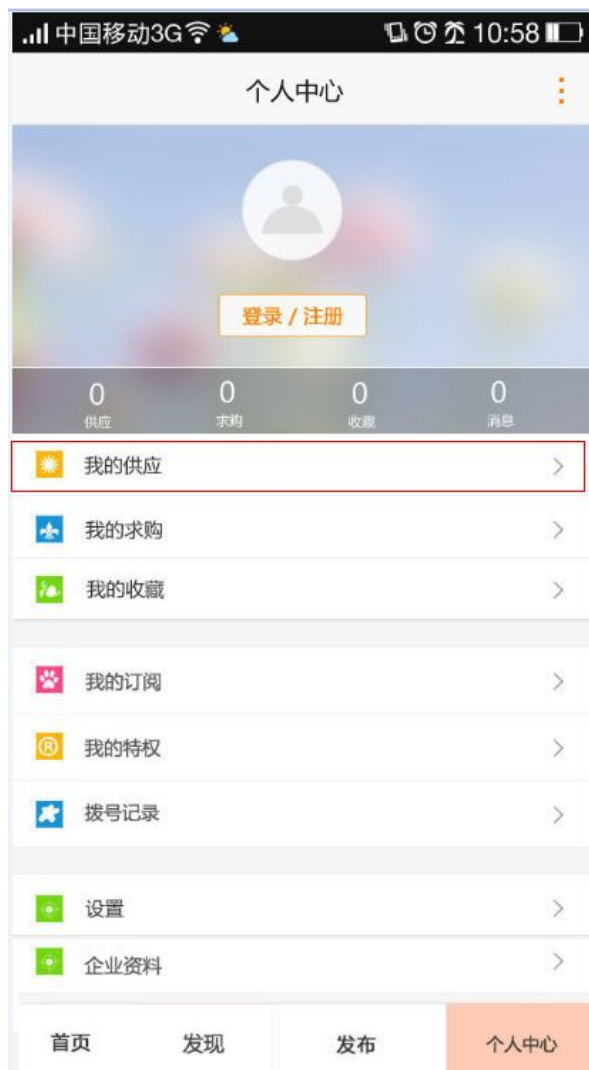 中国移动3G 10:58
个人中心
登录 / 注册
0 0 0 0
供应 求购 收藏 消息
我的供应
我的求购
我的收藏
我的订阅
我的特权
拨号记录
设置
企业资料
首页 发现 发布 个人中心